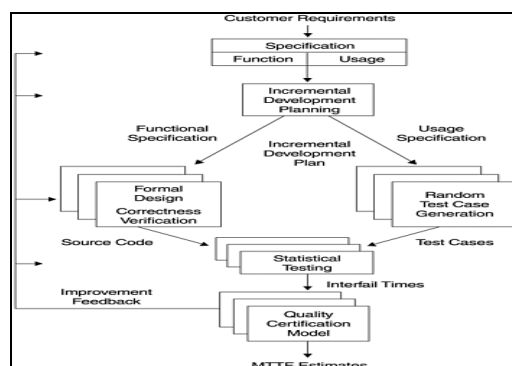 Customer Requirements
Specification
Function
Usage
Incremental
Development
Planning
Functional
Specification
Incremental
Development
Plan
Usage
Specification
Formal
Design
Correctness
Verification
Random
Test Case
Generation
Source Code
Test Cases
Statistical
Testing
Interfail Times
Improvement
Feedback
Quality
Certification
Model
MTTF Estimates